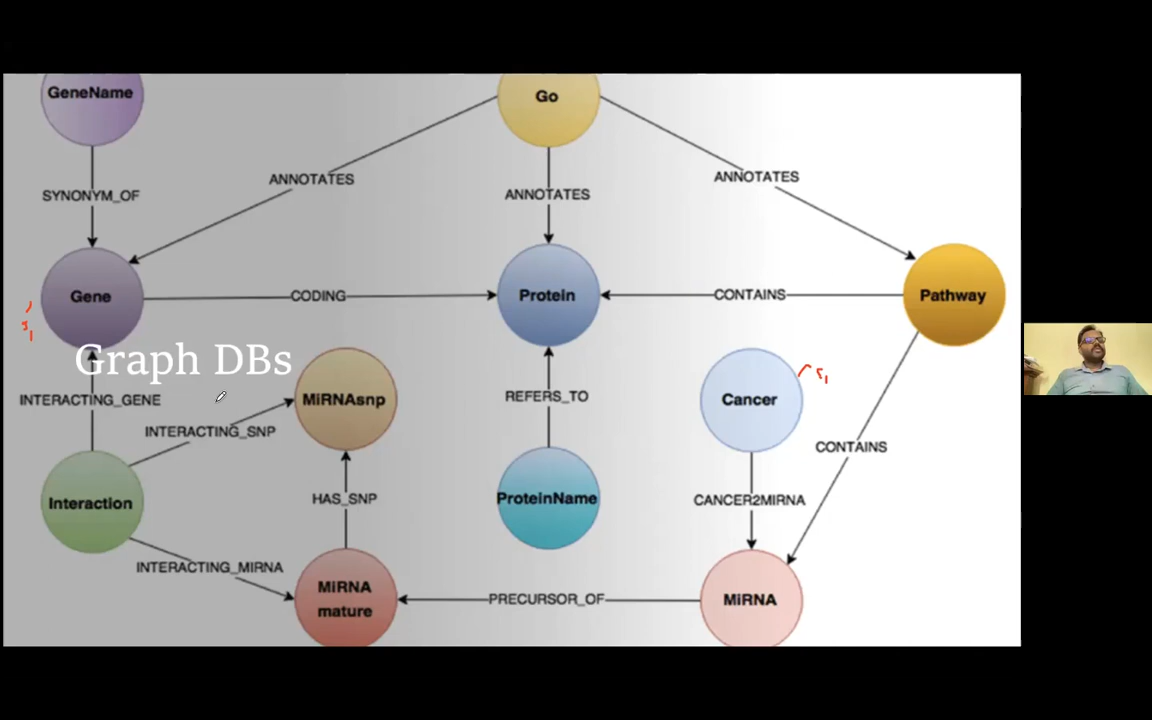 GeneName
Go
SYNONYM_OF
ANNOTATES
ANNOTATES
ANNOTATES
Gene
CODING
Protein
CONTAINS
Pathway
Graph DBs
INTERACTING_GENE
MiRNAsnp
REFERS_TO
Cancer
INTERACTING_SNP
CONTAINS
Interaction
HAS_SNP
ProteinName
CANCER2MIRNA
INTERACTING_MIRNA
MiRNA
mature
PRECURSOR_OF
MiRNA